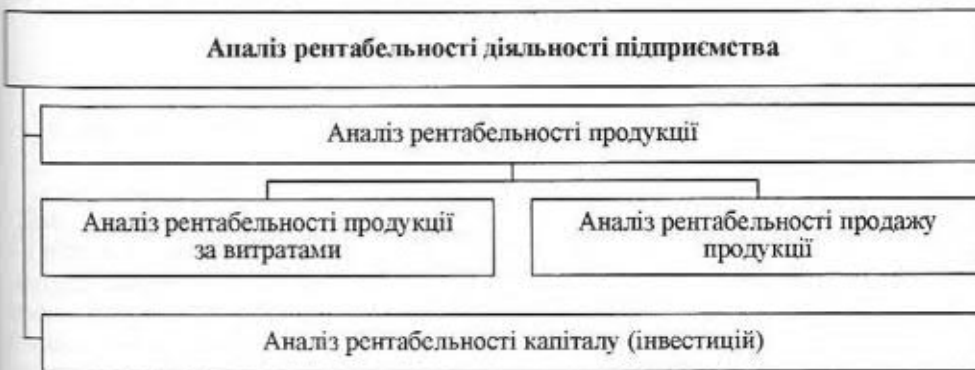 Аналіз рентабельності діяльності підприємства
Аналіз рентабельності продукції
Аналіз рентабельності продукції
за витратами
Аналіз рентабельності продажу
продукції
Аналіз рентабельності капіталу (інвестицій)